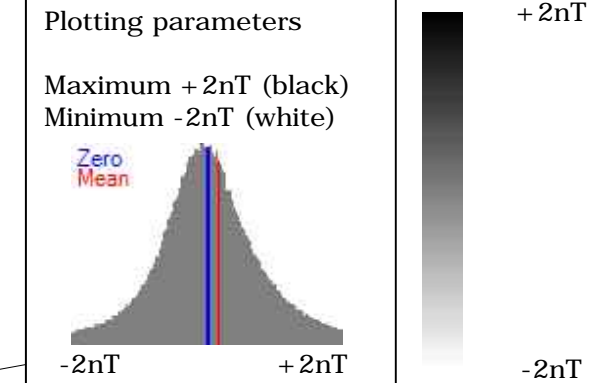 Plotting parameters
Maximum +2nT (black)
Minimum -2nT (white)
Zero
Mean
-2nT +2nT
+2nT
-2nT